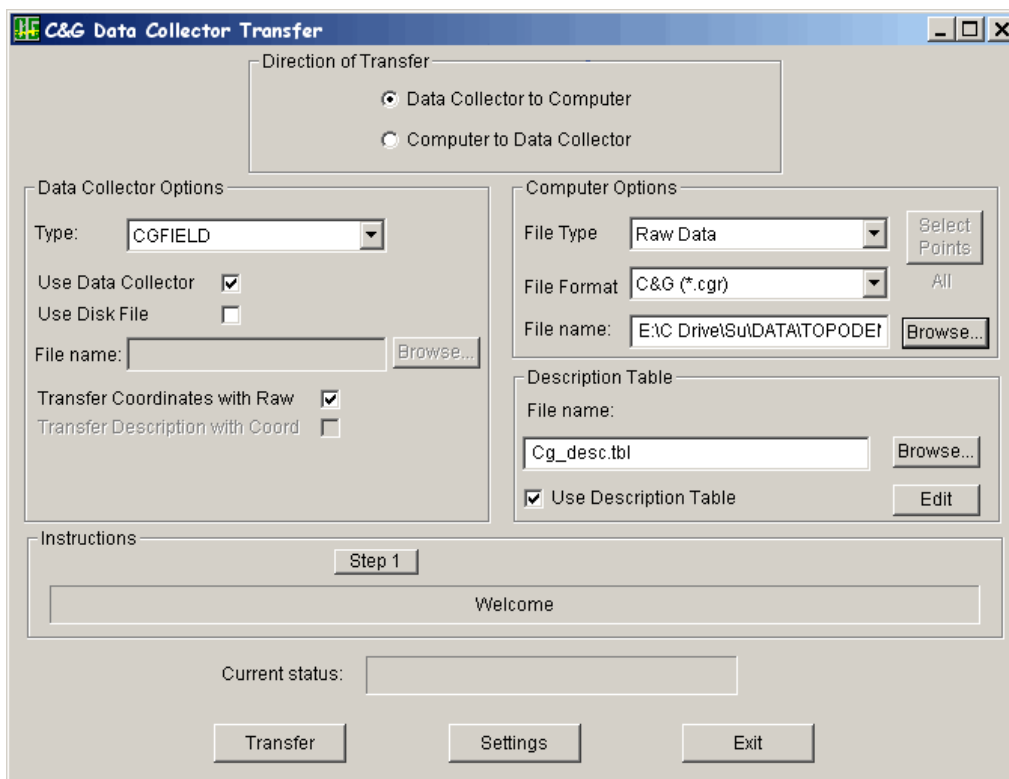 C&G Data Collector Transfer
Direction of Transfer
Data Collector to Computer
Computer to Data Collector
Data Collector Options
Type: CGFIELD
Use Data Collector
Use Disk File
File name: Browse...
Transfer Coordinates with Raw
Transfer Description with Coord
Computer Options
File Type Raw Data
Select Points
File Format C&G (*.cgr)
All
File name: E:\C Drive\Su\DATA\TOPODEM Browse...
Description Table
File name:
Cg_desc.tbl Browse...
Use Description Table Edit
Instructions
Step 1
Welcome
Current status:
Transfer Settings Exit